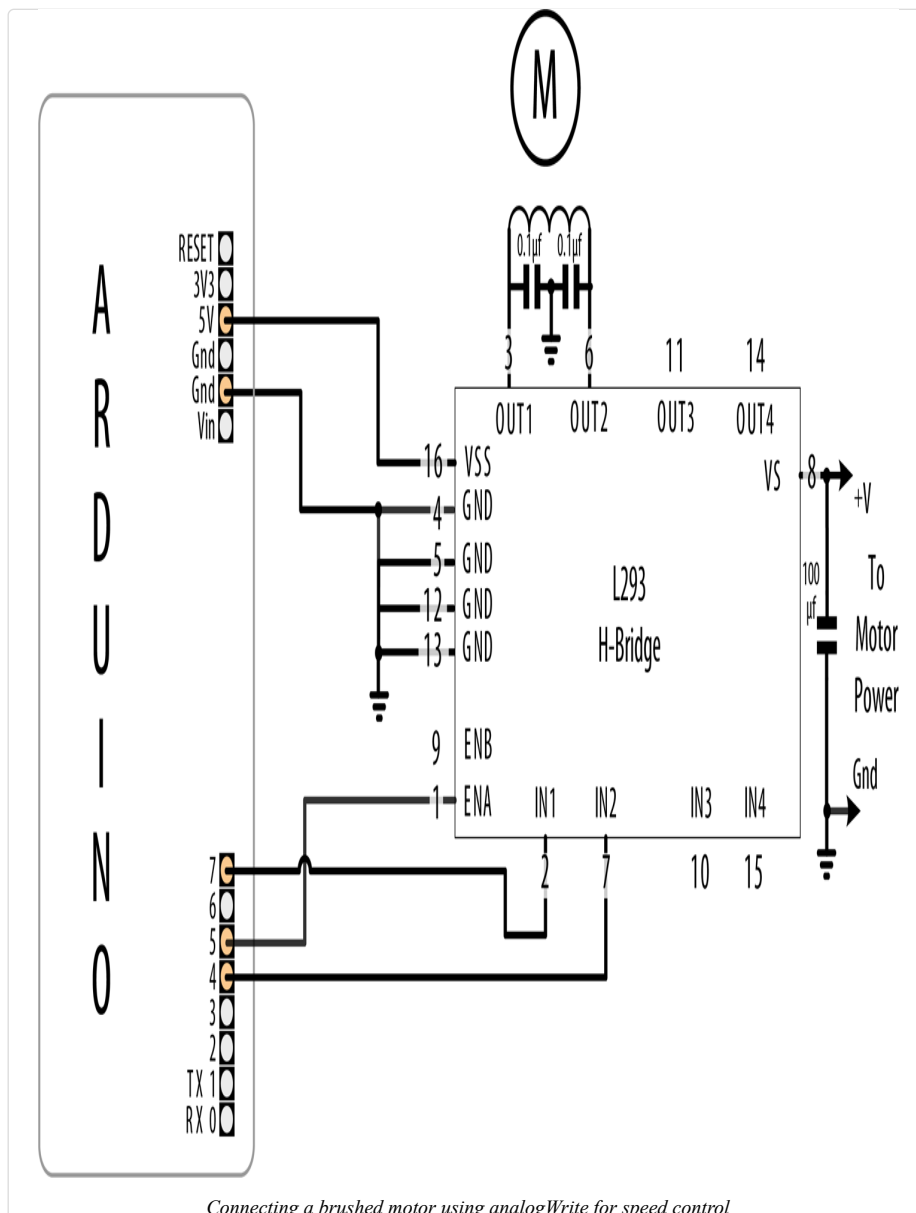 M
0.1µf 0.1µf
ARDUINO
RESET
3V3
5V
Gnd
Gnd
Vin
3 6 11 14
OUT1 OUT2 OUT3 OUT4
16 VSS
4 GND
5 GND
12 GND
13 GND
9 ENB
1 ENA
VS 8
+V
L293
H-Bridge
100
µf
To
Motor
Power
Gnd
IN1 IN2 IN3 IN4
2 7 10 15
7
6
5
4
3
2
TX 1
RX 0
Connecting a brushed motor using analogWrite for speed control